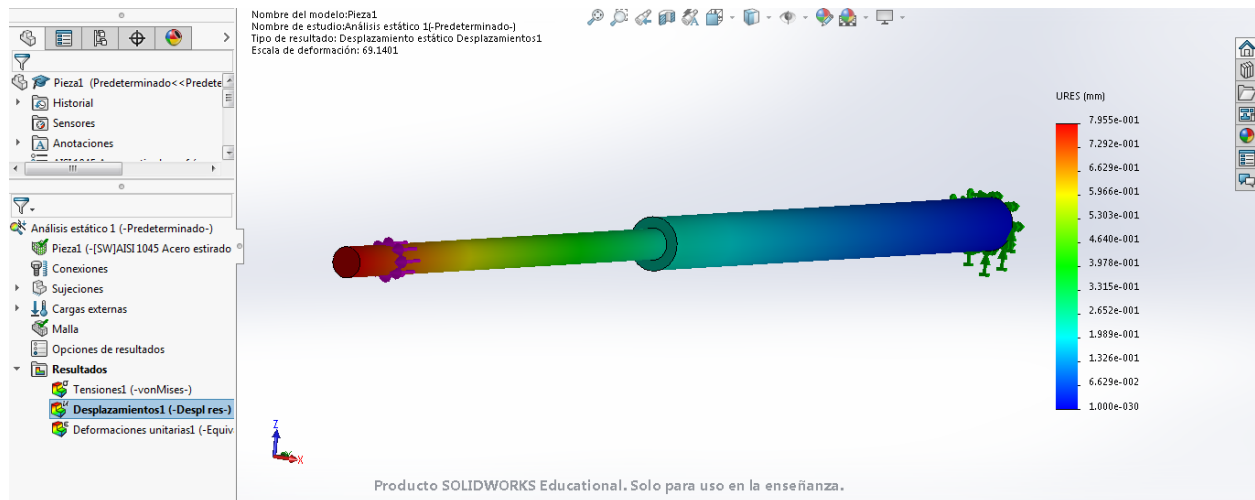 Nombre del modelo:Pieza1
Nombre de estudio:Análisis estático 1(-Predeterminado-)
Tipo de resultado: Desplazamiento estático Desplazamientos1
Escala de deformación: 69.1401
Pieza1 (Predeterminado<<Predete
Historial
Sensores
Anotaciones
Análisis estático 1 (-Predeterminado-)
Pieza1 (-[SW]AISI 1045 Acero estirado
Conexiones
Sujeciones
Cargas externas
Malla
Opciones de resultados
Resultados
Tensiones1 (-vonMises-)
Desplazamientos1 (-Despl res-)
Deformaciones unitarias1 (-Equiv
URES (mm)
7.955e-001
7.292e-001
6.629e-001
5.966e-001
5.303e-001
4.640e-001
3.978e-001
3.315e-001
2.652e-001
1.989e-001
1.326e-001
6.629e-002
1.000e-030
Z
X
Producto SOLIDWORKS Educational. Solo para uso en la enseñanza.